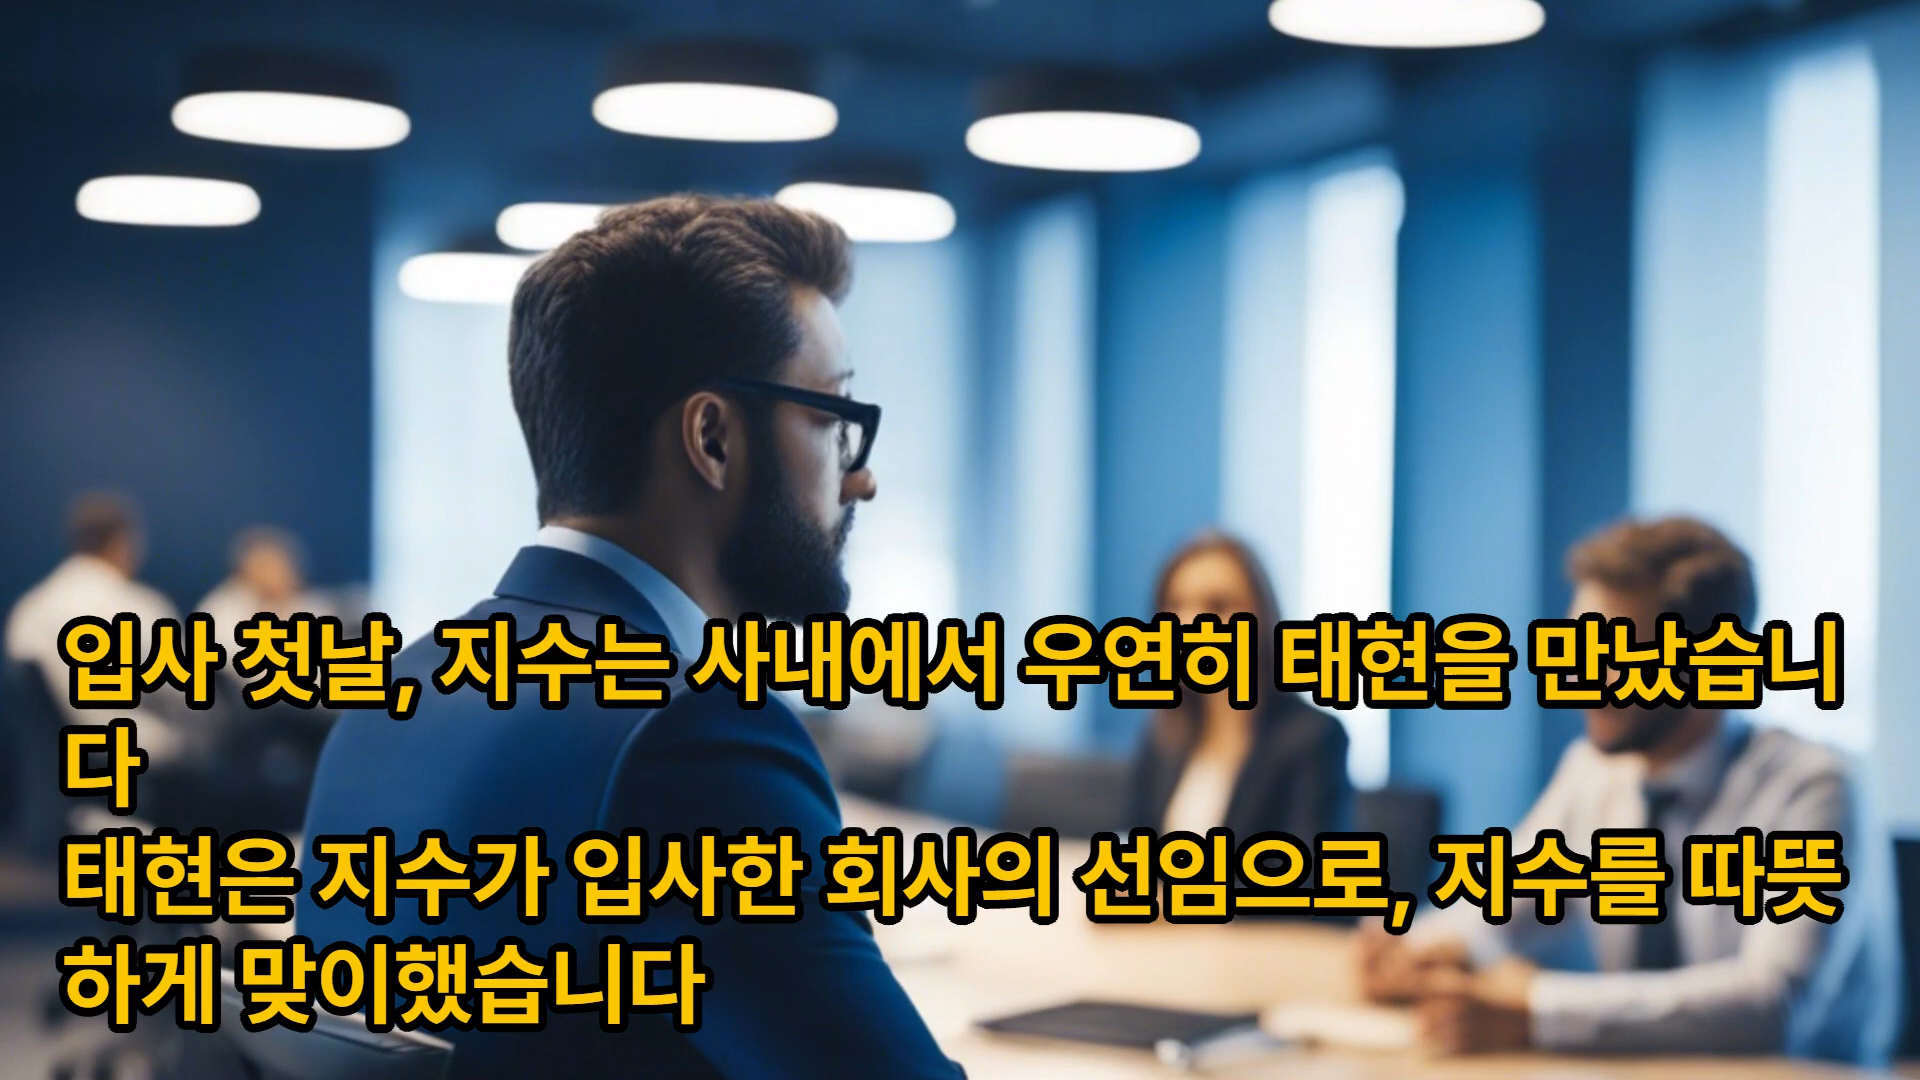 입사 첫날, 지수는 사내에서 우연히 태현을 만났습니
다
태현은 지수가 입사한 회사의 선임으로, 지수를 따뜻
하게 맞이했습니다